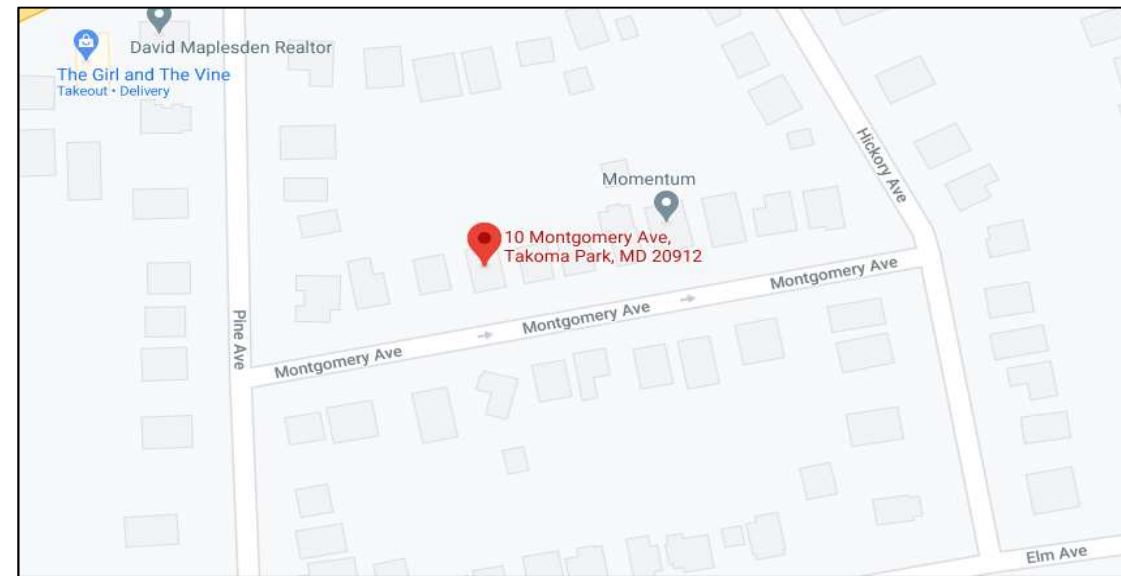 David Maplesden Realtor
The Girl and The Vine
Takeout • Delivery
Hickory Ave
Momentum
10 Montgomery Ave,
Takoma Park, MD 20912
Montgomery Ave
Montgomery Ave
Pine Ave
Montgomery Ave
Elm Ave